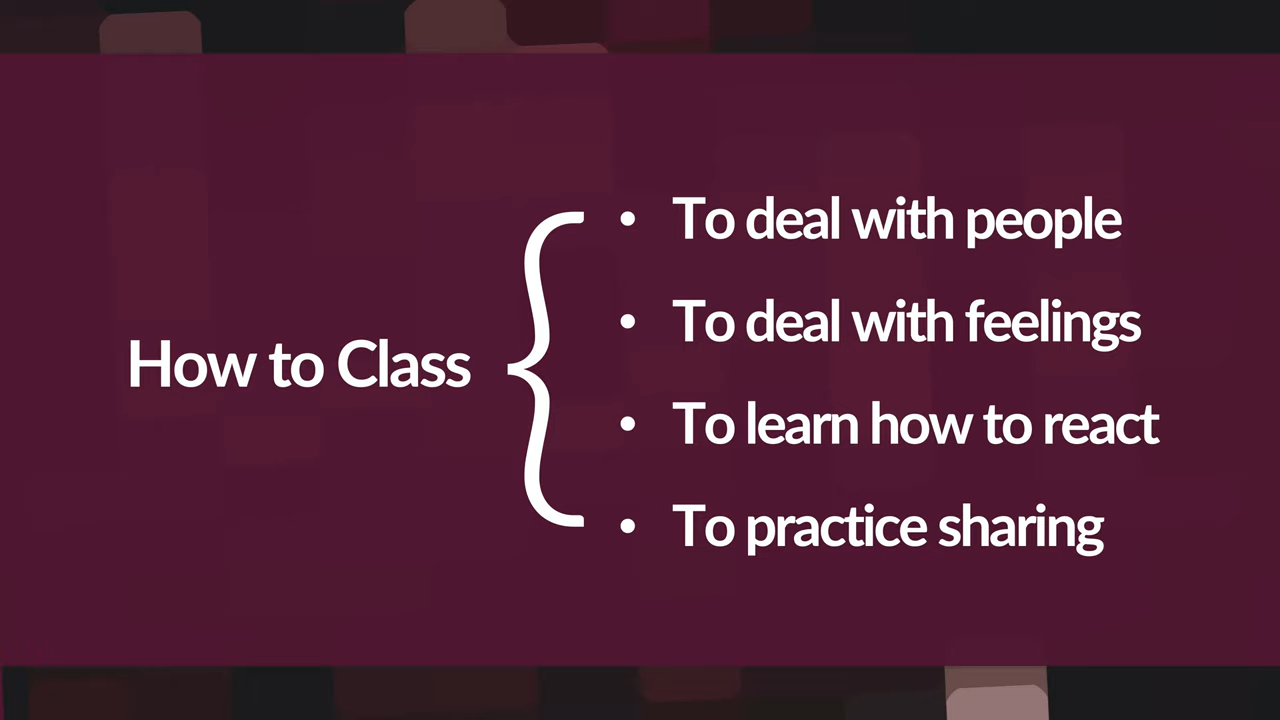 How to Class
• To deal with people
• To deal with feelings
• To learn how to react
• To practice sharing